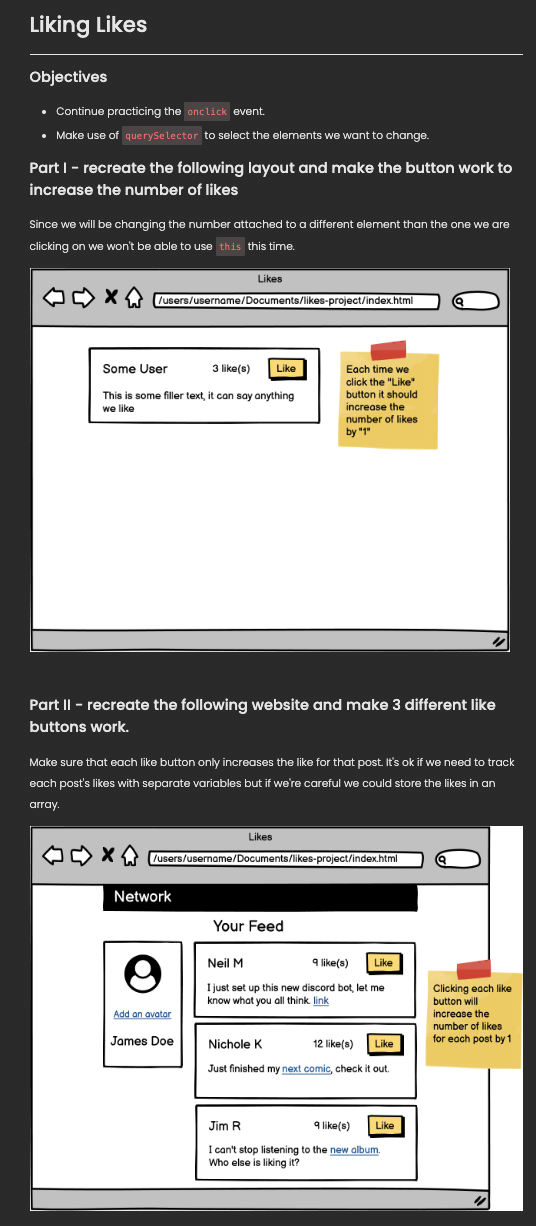 Liking Likes
Objectives
Continue practicing the onclick event.
Make use of querySelector to select the elements we want to change.
Part I - recreate the following layout and make the button work to
increase the number of likes
Since we will be changing the number attached to a different element than the one we are
clicking on we won't be able to use this this time.
Likes
/users/username/Documents/likes-project/index.html
Some User 3 like(s) Like
This is some filler text, it can say anything
we like
Each time we
click the "Like"
button it should
increase the
number of likes
by "1"
Part II - recreate the following website and make 3 different like
buttons work.
Make sure that each like button only increases the like for that post. It's ok if we need to track
each post's likes with separate variables but if we're careful we could store the likes in an
array.
Likes
/users/username/Documents/likes-project/index.html
Network
Your Feed
Add an avatar
James Doe
Neil M 9 like(s) Like
I just set up this new discord bot, let me
know what you all think. link
Nichole K 12 like(s) Like
Just finished my next comic, check it out.
Jim R 9 like(s) Like
I can't stop listening to the new album.
Who else is liking it?
Clicking each like
button will
increase the
number of likes
for each post by 1